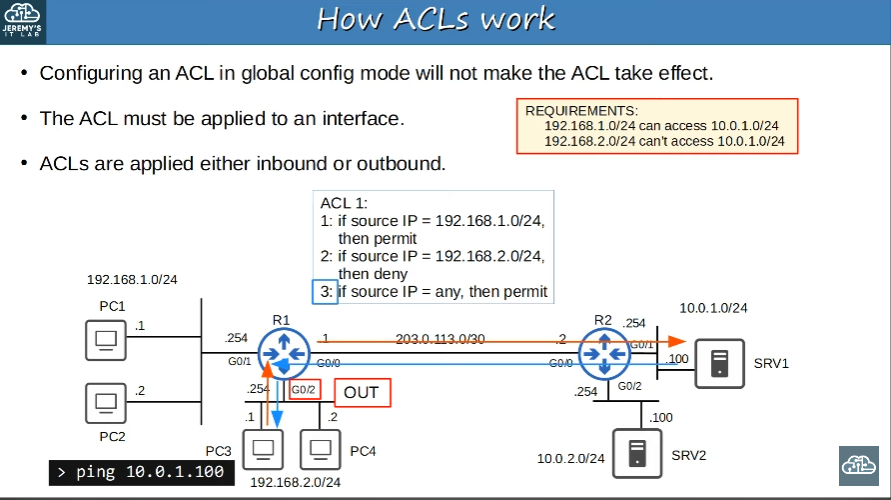 JEREMY'S
IT LAB
How ACLs work
• Configuring an ACL in global config mode will not make the ACL take effect.
• The ACL must be applied to an interface.
• ACLs are applied either inbound or outbound.
REQUIREMENTS:
192.168.1.0/24 can access 10.0.1.0/24
192.168.2.0/24 can't access 10.0.1.0/24
ACL 1:
1: if source IP = 192.168.1.0/24,
then permit
2: if source IP = 192.168.2.0/24,
then deny
3: if source IP = any, then permit
192.168.1.0/24
PC1
.1
.2
PC2
R1
.254
G0/1
.1
G0/0
203.0.113.0/30
.2
G0/0
R2
.254
G0/1
10.0.1.0/24
.100
SRV1
.254
G0/2
OUT
.1
.2
PC3
PC4
192.168.2.0/24
> ping 10.0.1.100
.254
G0/2
.100
10.0.2.0/24
SRV2